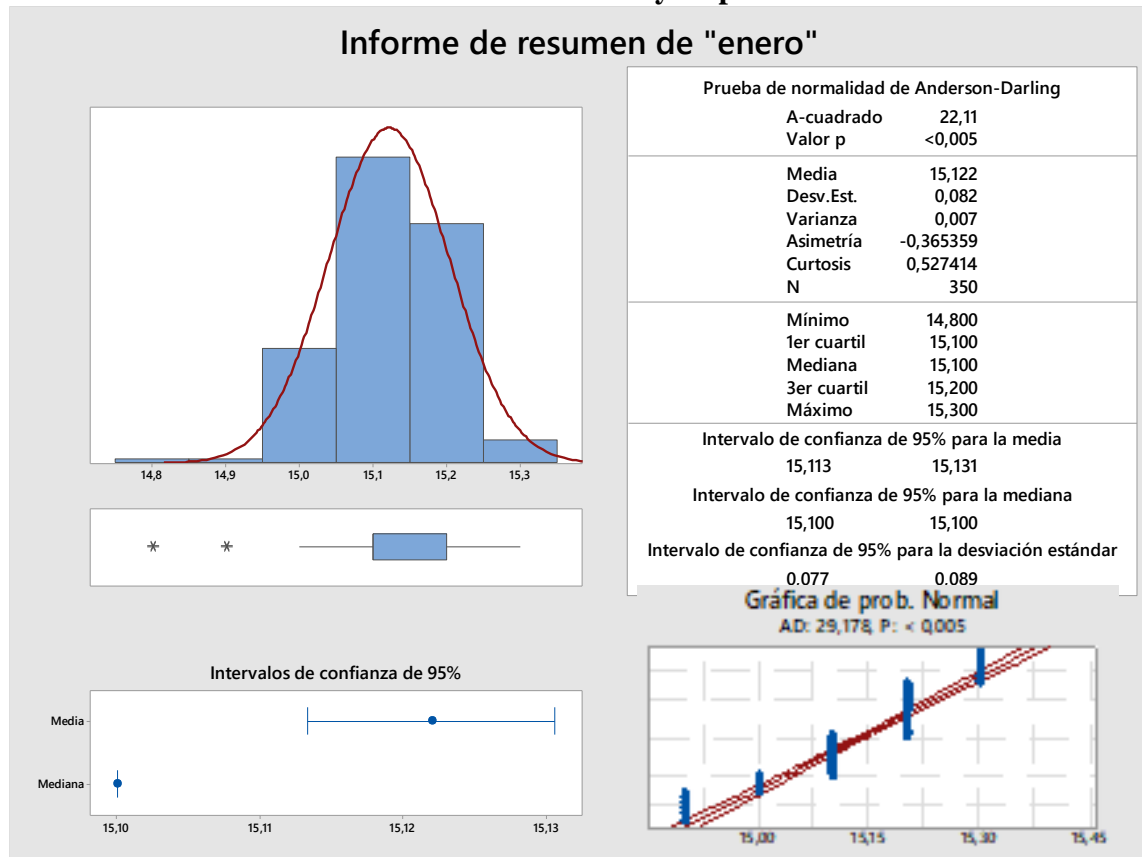 Informe de resumen de "enero"
14,8 14,9 15,0 15,1 15,2 15,3
Prueba de normalidad de Anderson-Darling
A-cuadrado 22,11
Valor p <0,005
Media 15,122
Desv.Est. 0,082
Varianza 0,007
Asimetría -0,365359
Curtosis 0,527414
N 350
Mínimo 14,800
1er cuartil 15,100
Mediana 15,100
3er cuartil 15,200
Máximo 15,300
Intervalo de confianza de 95% para la media
15,113 15,131
Intervalo de confianza de 95% para la mediana
15,100 15,100
Intervalo de confianza de 95% para la desviación estándar
0,077 0,089
Intervalos de confianza de 95%
Media
Mediana
15,10 15,11 15,12 15,13
Gráfica de prob. Normal
AD: 29,178, P: < 0,005
15,00 15,15 15,30 15,45